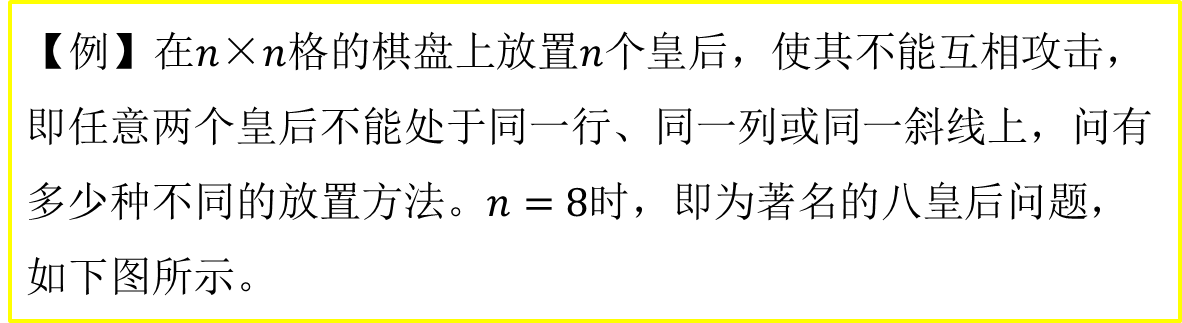 【例】在n×n格的棋盘上放置n个皇后，使其不能互相攻击，
即任意两个皇后不能处于同一行、同一列或同一斜线上，问有
多少种不同的放置方法。n = 8时，即为著名的八皇后问题，
如下图所示。